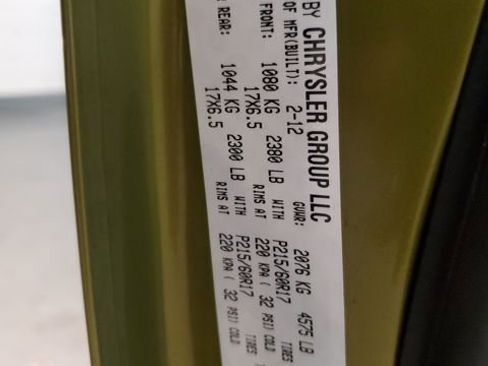 BY CHRYSLER GROUP LLC
OF MFR(BUILT): 2-12 GVWR: 2076 KG 4575 LB
FRONT: 1080 KG 2380 LB WITH P215/60R17 TIRES
17X6.5 RIMS AT 220 KPA ( 32 PSI) COLD
REAR: 1044 KG 2300 LB WITH P215/60R17 TIRES
17X6.5 RIMS AT 220 KPA ( 32 PSI) COLD